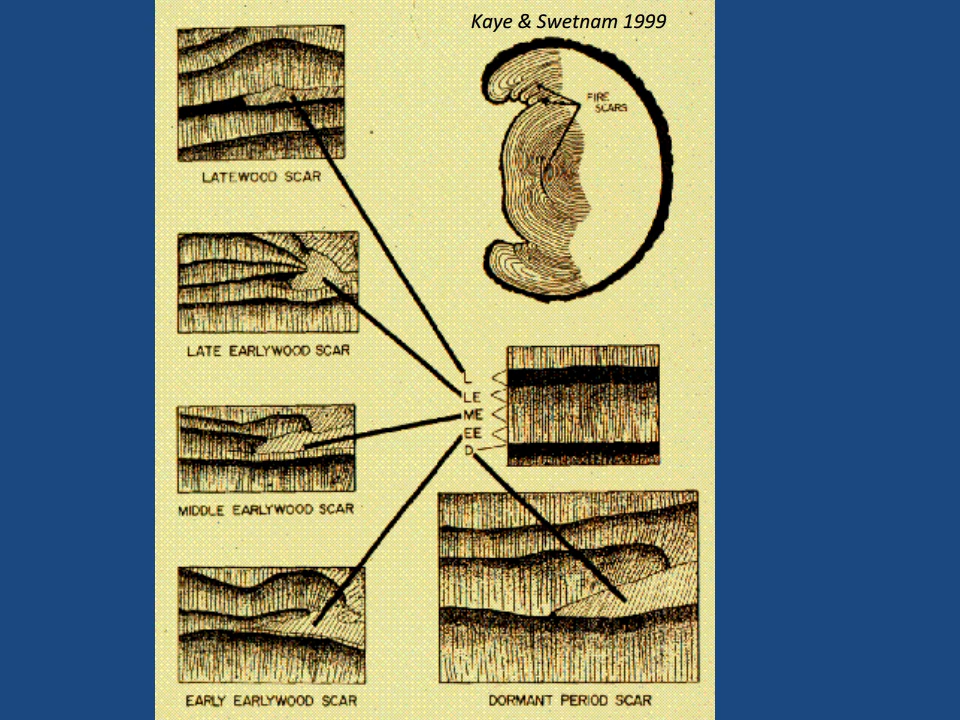 Kaye & Swetnam 1999
FIRE
SCARS
LATEWOOD SCAR
LATE EARLYWOOD SCAR
L
LE
ME
EE
D
MIDDLE EARLYWOOD SCAR
EARLY EARLYWOOD SCAR
DORMANT PERIOD SCAR